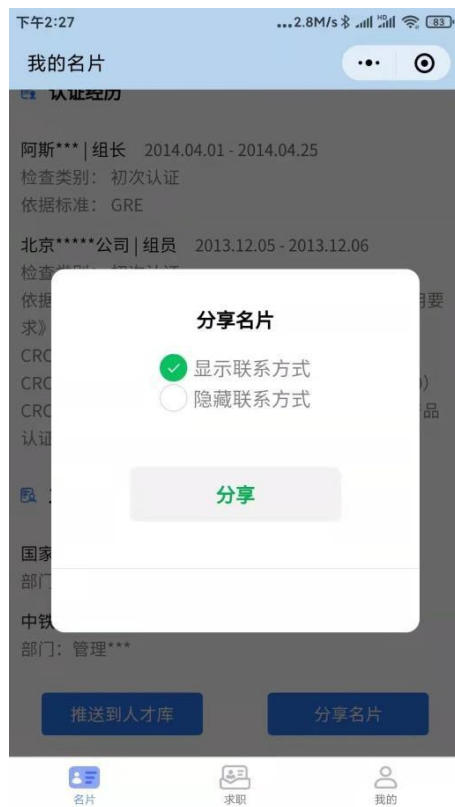 下午2:27
...2.8M/s
HD
83
我的名片
认证经历
阿斯*** | 组长 2014.04.01 - 2014.04.25
检查类别： 初次认证
依据标准： GRE
北京*****公司 | 组员 2013.12.05 - 2013.12.06
检查
依据
用要
求》
CRC
CRC
)
CRC
品
认证
分享名片
显示联系方式
隐藏联系方式
分享
国家
部门
中铁
部门：管理***
推送到人才库
分享名片
名片
求职
我的